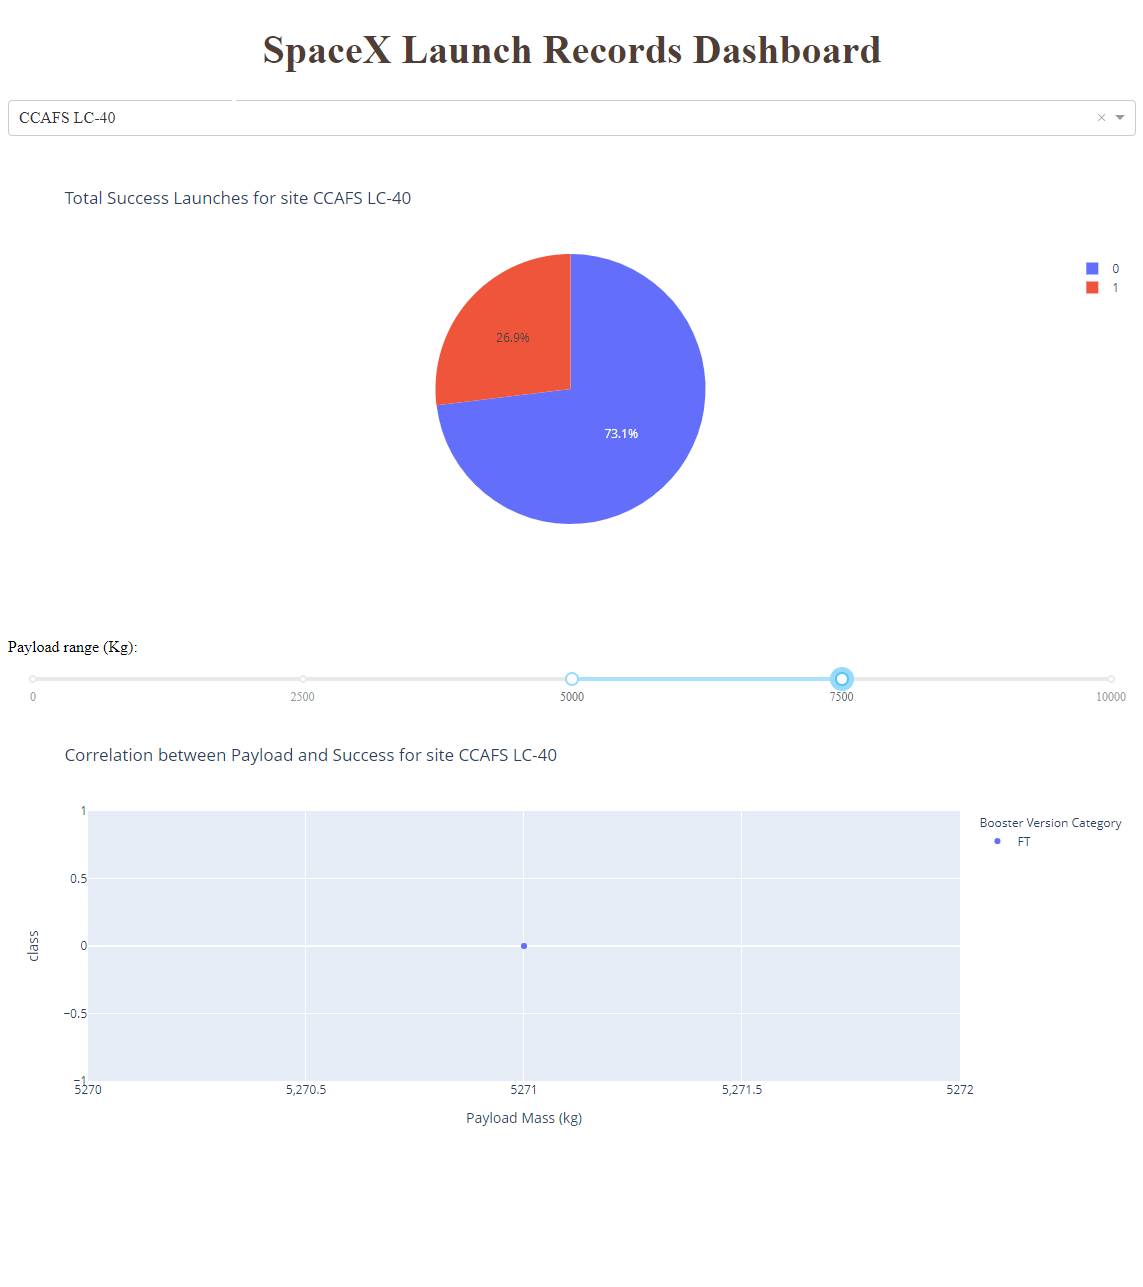 SpaceX Launch Records Dashboard
CCAFS LC-40
×
Total Success Launches for site CCAFS LC-40
0
1
26.9%
73.1%
Payload range (Kg):
0 2500 5000 7500 10000
Correlation between Payload and Success for site CCAFS LC-40
Booster Version Category
FT
1
0.5
0
−0.5
−1
class
5270 5,270.5 5271 5,271.5 5272
Payload Mass (kg)